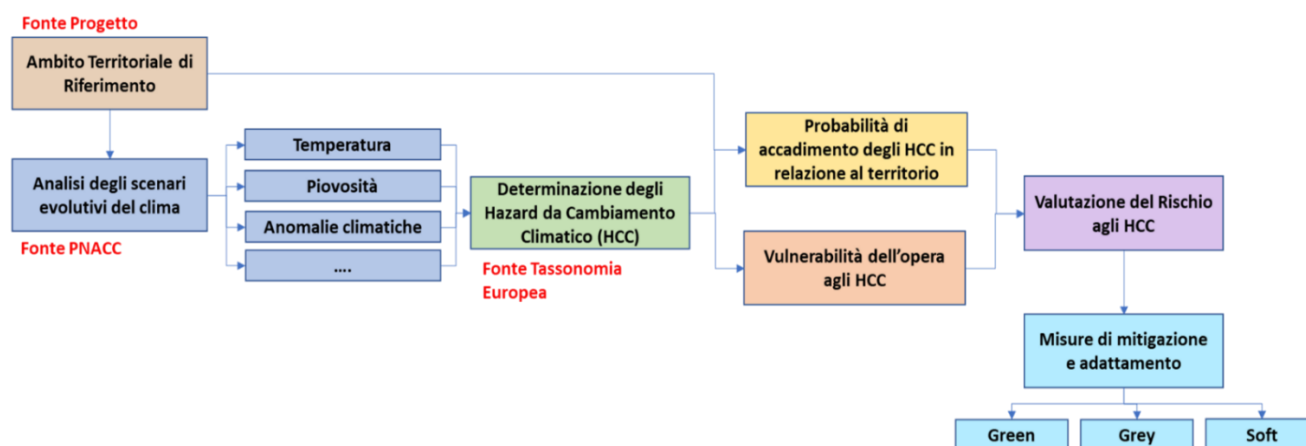 Fonte Progetto
Ambito Territoriale di
Riferimento
Analisi degli scenari
evolutivi del clima
Fonte PNACC
Temperatura
Piovosità
Anomalie climatiche
....
Determinazione degli
Hazard da Cambiamento
Climatico (HCC)
Fonte Tassonomia
Europea
Probabilità di
accadimento degli HCC in
relazione al territorio
Vulnerabilità dell'opera
agli HCC
Valutazione del Rischio
agli HCC
Misure di mitigazione
e adattamento
Green
Grey
Soft